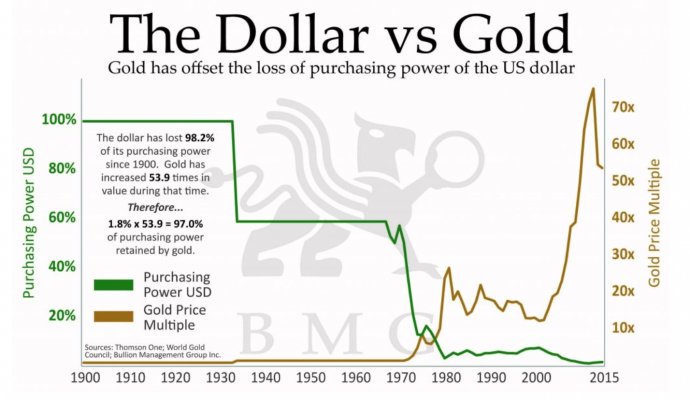 The Dollar vs Gold
Gold has offset the loss of purchasing power of the US dollar
100%
80%
60%
40%
20%
Purchasing Power USD
The dollar has lost 98.2%
of its purchasing power
since 1900. Gold has
increased 53.9 times in
value during that time.
Therefore...
1.8% x 53.9 = 97.0%
of purchasing power
retained by gold.
Purchasing
Power USD
Gold Price
Multiple
Sources: Thomson One; World Gold
Council; Bullion Management Group Inc.
BMG
70x
60x
50x
40x
30x
20x
10x
Gold Price Multiple
1900 1910 1920 1930 1940 1950 1960 1970 1980 1990 2000 2015